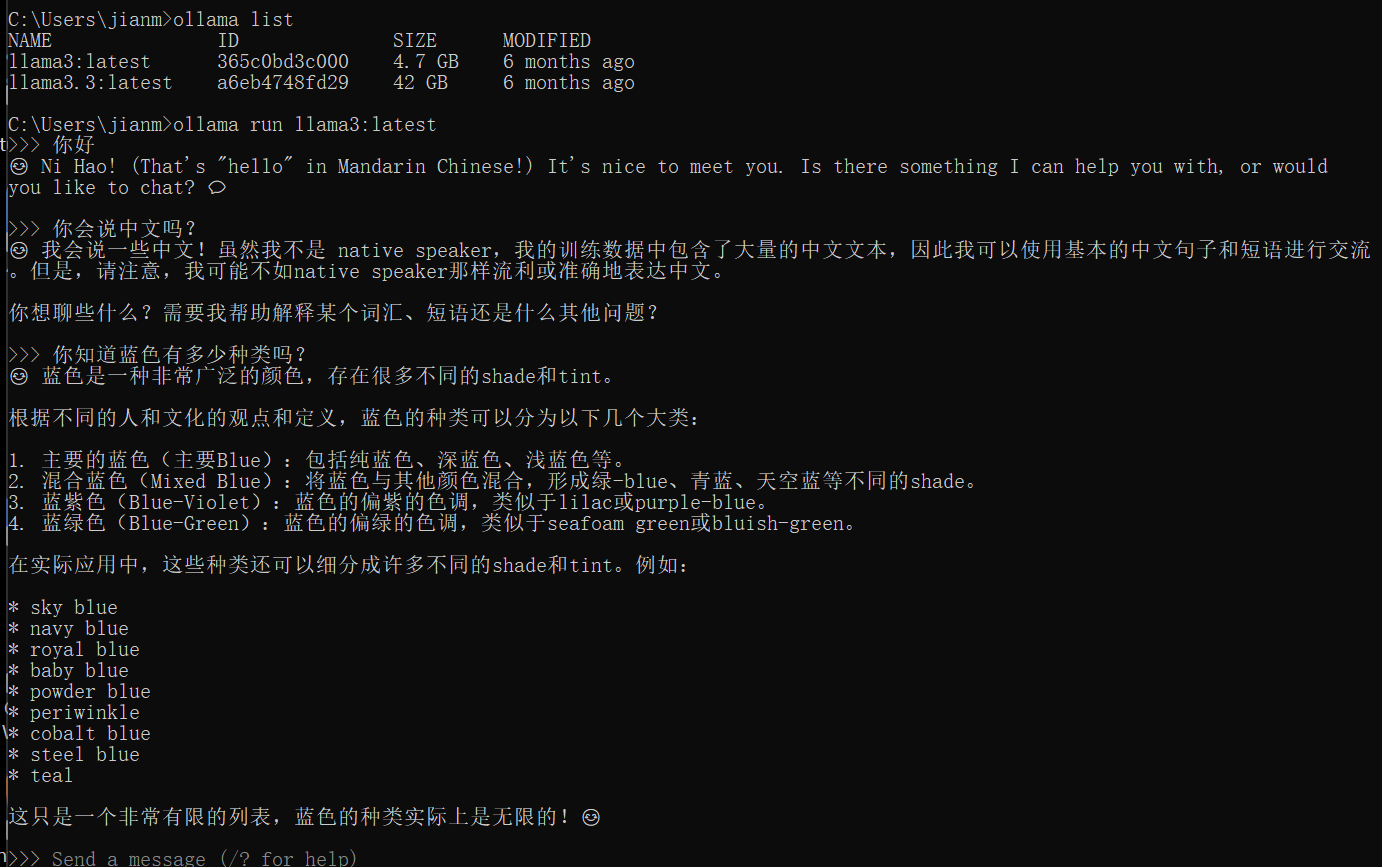 C:\Users\jianm>ollama list
NAME               ID              SIZE      MODIFIED
llama3:latest      365c0bd3c000    4.7 GB    6 months ago
llama3.3:latest    a6eb4748fd29    42 GB     6 months ago
C:\Users\jianm>ollama run llama3:latest
>>> 你好
😊 Ni Hao! (That's "hello" in Mandarin Chinese!) It's nice to meet you. Is there something I can help you with, or would
you like to chat? 💬
>>> 你会说中文吗？
😊 我会说一些中文！虽然我不是 native speaker，我的训练数据中包含了大量的中文文本，因此我可以使用基本的中文句子和短语进行交流
。但是，请注意，我可能不如native speaker那样流利或准确地表达中文。
你想聊些什么？需要我帮助解释某个词汇、短语还是什么其他问题？
>>> 你知道蓝色有多少种类吗？
😊 蓝色是一种非常广泛的颜色，存在很多不同的shade和tint。
根据不同的人和文化的观点和定义，蓝色的种类可以分为以下几个大类：
1. 主要的蓝色（主要Blue）：包括纯蓝色、深蓝色、浅蓝色等。
2. 混合蓝色（Mixed Blue）：将蓝色与其他颜色混合，形成绿-blue、青蓝、天空蓝等不同的shade。
3. 蓝紫色（Blue-Violet）：蓝色的偏紫的色调，类似于lilac或purple-blue。
4. 蓝绿色（Blue-Green）：蓝色的偏绿的色调，类似于seafoam green或bluish-green。
在实际应用中，这些种类还可以细分成许多不同的shade和tint。例如：
* sky blue
* navy blue
* royal blue
* baby blue
* powder blue
* periwinkle
* cobalt blue
* steel blue
* teal
这只是一个非常有限的列表，蓝色的种类实际上是无限的！😊
>>> Send a message (/? for help)